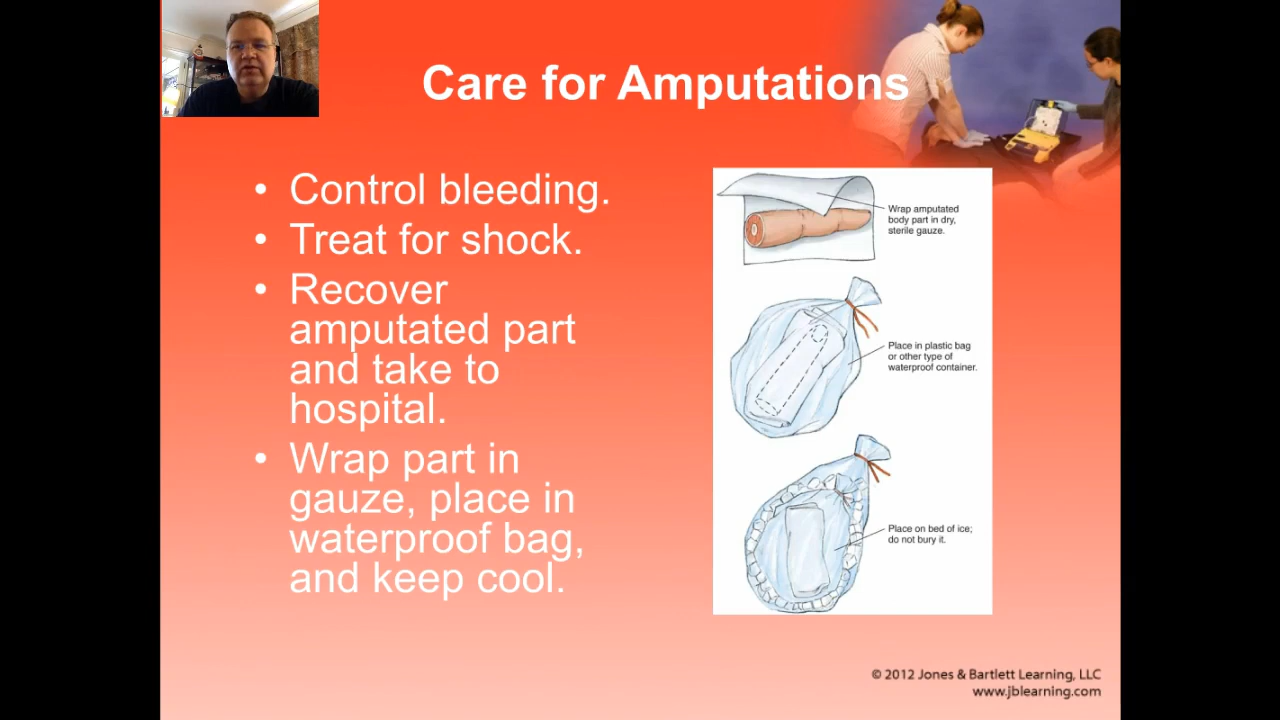 Care for Amputations
• Control bleeding.
• Treat for shock.
• Recover
amputated part
and take to
hospital.
• Wrap part in
gauze, place in
waterproof bag,
and keep cool.
Wrap amputated
body part in dry,
sterile gauze.
Place in plastic bag
or other type of
waterproof container.
Place on bed of ice;
do not bury it.
© 2012 Jones & Bartlett Learning, LLC
www.jblearning.com